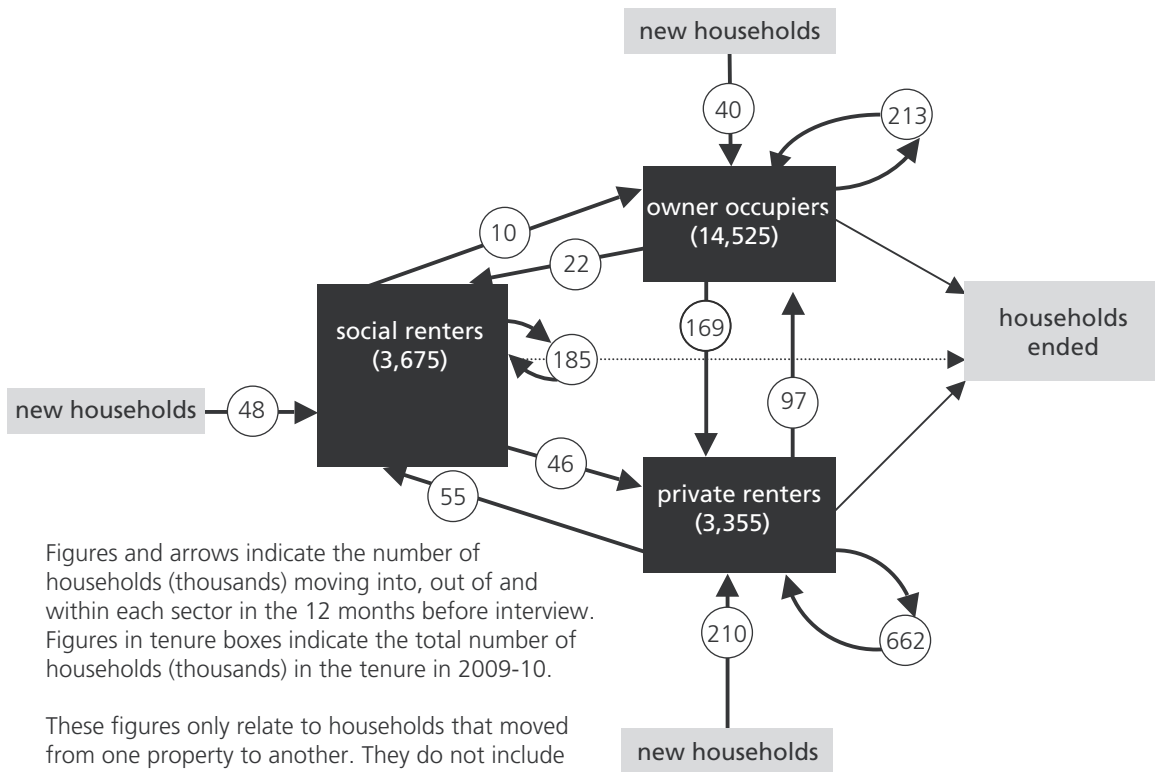 new households
40
213
owner occupiers
(14,525)
10
22
169
households
ended
social renters
(3,675)
185
new households
48
97
46
55
private renters
(3,355)
210
662
new households
Figures and arrows indicate the number of
households (thousands) moving into, out of and
within each sector in the 12 months before interview.
Figures in tenure boxes indicate the total number of
households (thousands) in the tenure in 2009-10.
These figures only relate to households that moved
from one property to another. They do not include